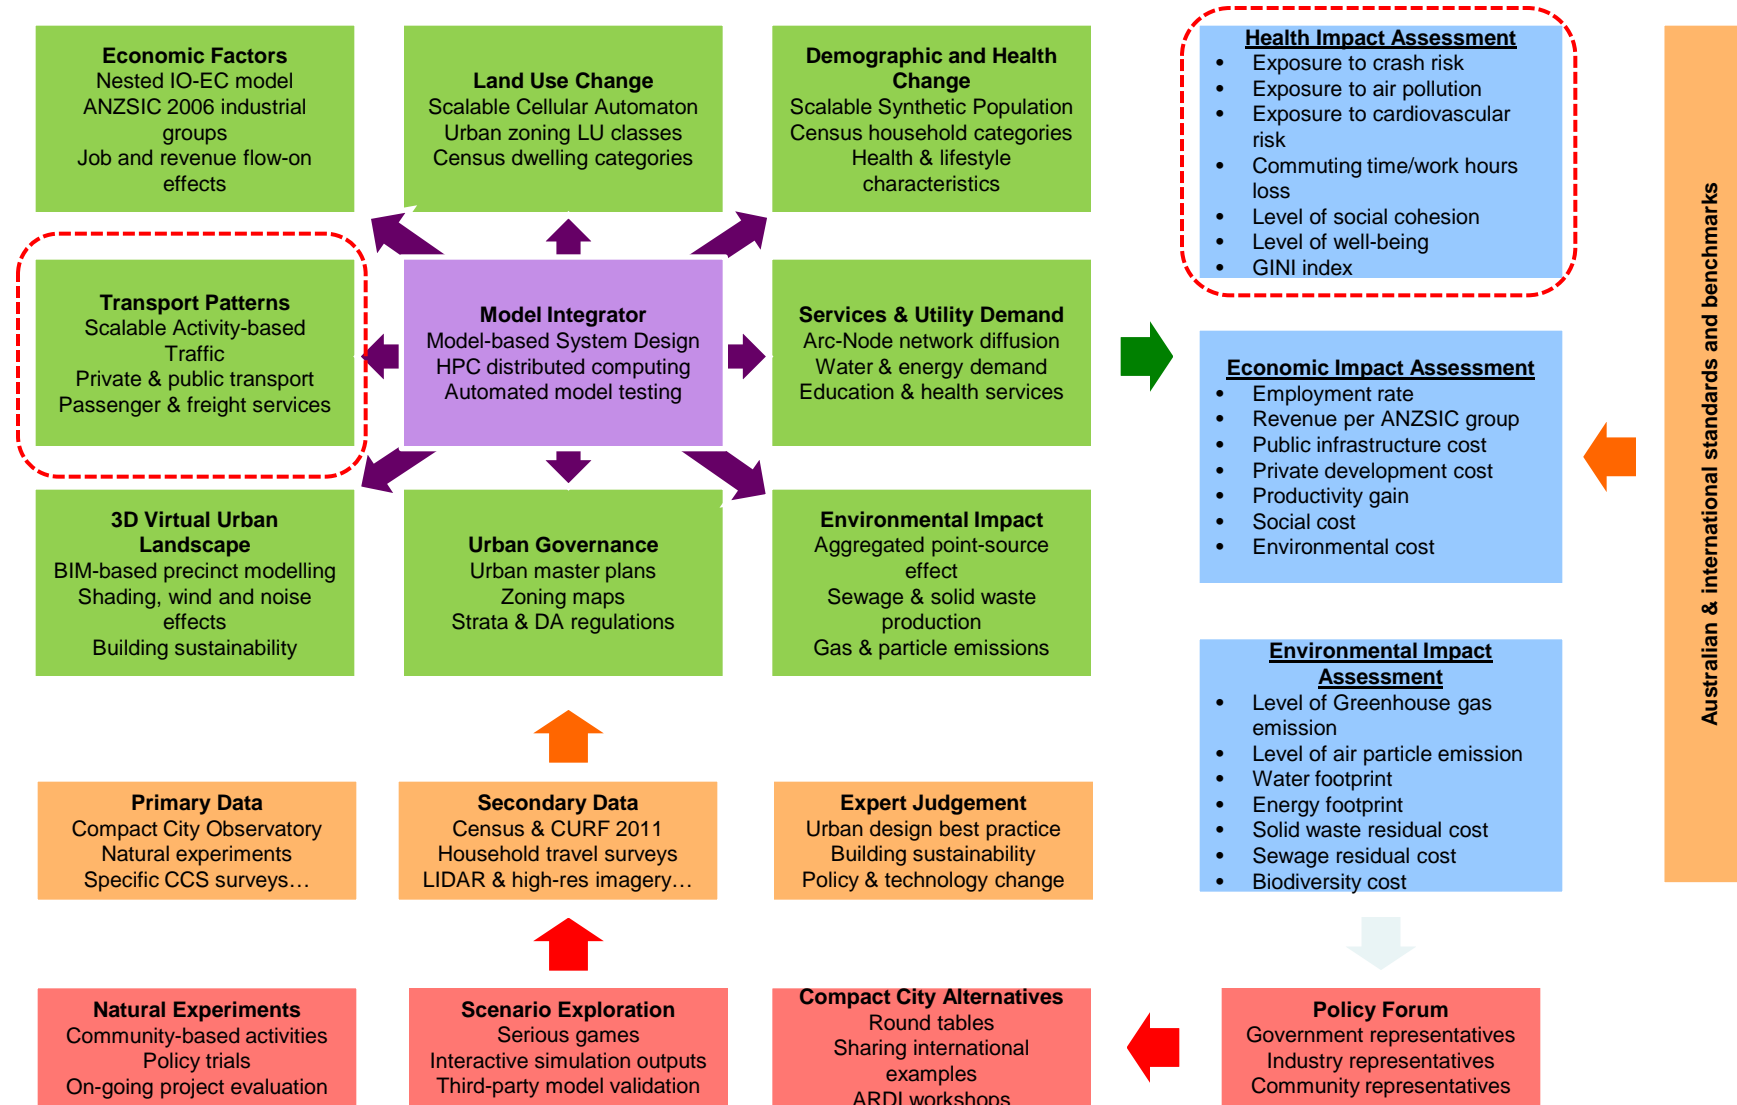 Economic Factors
Nested IO-EC model
ANZSIC 2006 industrial
groups
Job and revenue flow-on
effects
Land Use Change
Scalable Cellular Automaton
Urban zoning LU classes
Census dwelling categories
Demographic and Health
Change
Scalable Synthetic Population
Census household categories
Health & lifestyle
characteristics
Transport Patterns
Scalable Activity-based
Traffic
Private & public transport
Passenger & freight services
Model Integrator
Model-based System Design
HPC distributed computing
Automated model testing
Services & Utility Demand
Arc-Node network diffusion
Water & energy demand
Education & health services
3D Virtual Urban
Landscape
BIM-based precinct modelling
Shading, wind and noise
effects
Building sustainability
Urban Governance
Urban master plans
Zoning maps
Strata & DA regulations
Environmental Impact
Aggregated point-source
effect
Sewage & solid waste
production
Gas & particle emissions
Health Impact Assessment
• Exposure to crash risk
• Exposure to air pollution
• Exposure to cardiovascular
risk
• Commuting time/work hours
loss
• Level of social cohesion
• Level of well-being
• GINI index
Economic Impact Assessment
• Employment rate
• Revenue per ANZSIC group
• Public infrastructure cost
• Private development cost
• Productivity gain
• Social cost
• Environmental cost
Environmental Impact
Assessment
• Level of Greenhouse gas
emission
• Level of air particle emission
• Water footprint
• Energy footprint
• Solid waste residual cost
• Sewage residual cost
• Biodiversity cost
Australian & international standards and benchmarks
Primary Data
Compact City Observatory
Natural experiments
Specific CCS surveys…
Secondary Data
Census & CURF 2011
Household travel surveys
LIDAR & high-res imagery…
Expert Judgement
Urban design best practice
Building sustainability
Policy & technology change
Natural Experiments
Community-based activities
Policy trials
On-going project evaluation
Scenario Exploration
Serious games
Interactive simulation outputs
Third-party model validation
Compact City Alternatives
Round tables
Sharing international
examples
ARDI workshops
Policy Forum
Government representatives
Industry representatives
Community representatives